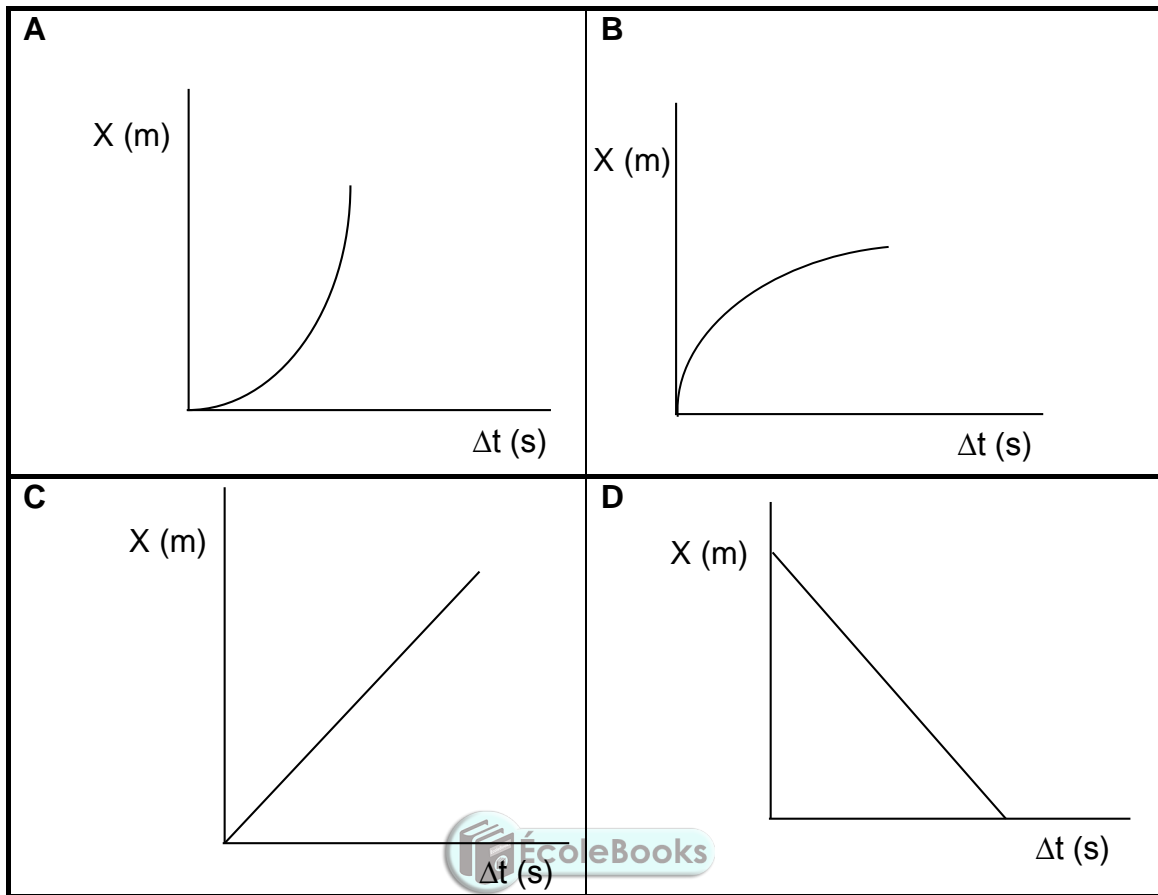 A
X (m)
Δt (s)
B
X (m)
Δt (s)
C
X (m)
Δt (s)
D
X (m)
Δt (s)
ÉcoleBooks